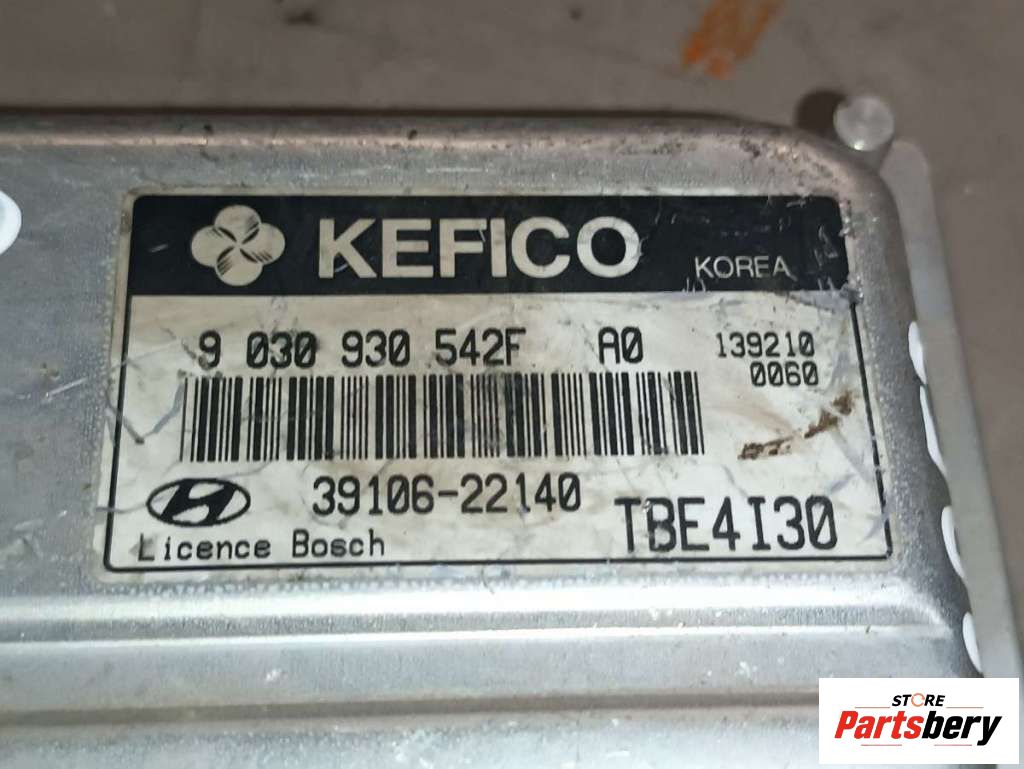 KEFICO KOREA
9 030 930 542F A0 139210
0060
39106-22140
Licence Bosch TBE4I30
STORE
Partsbery